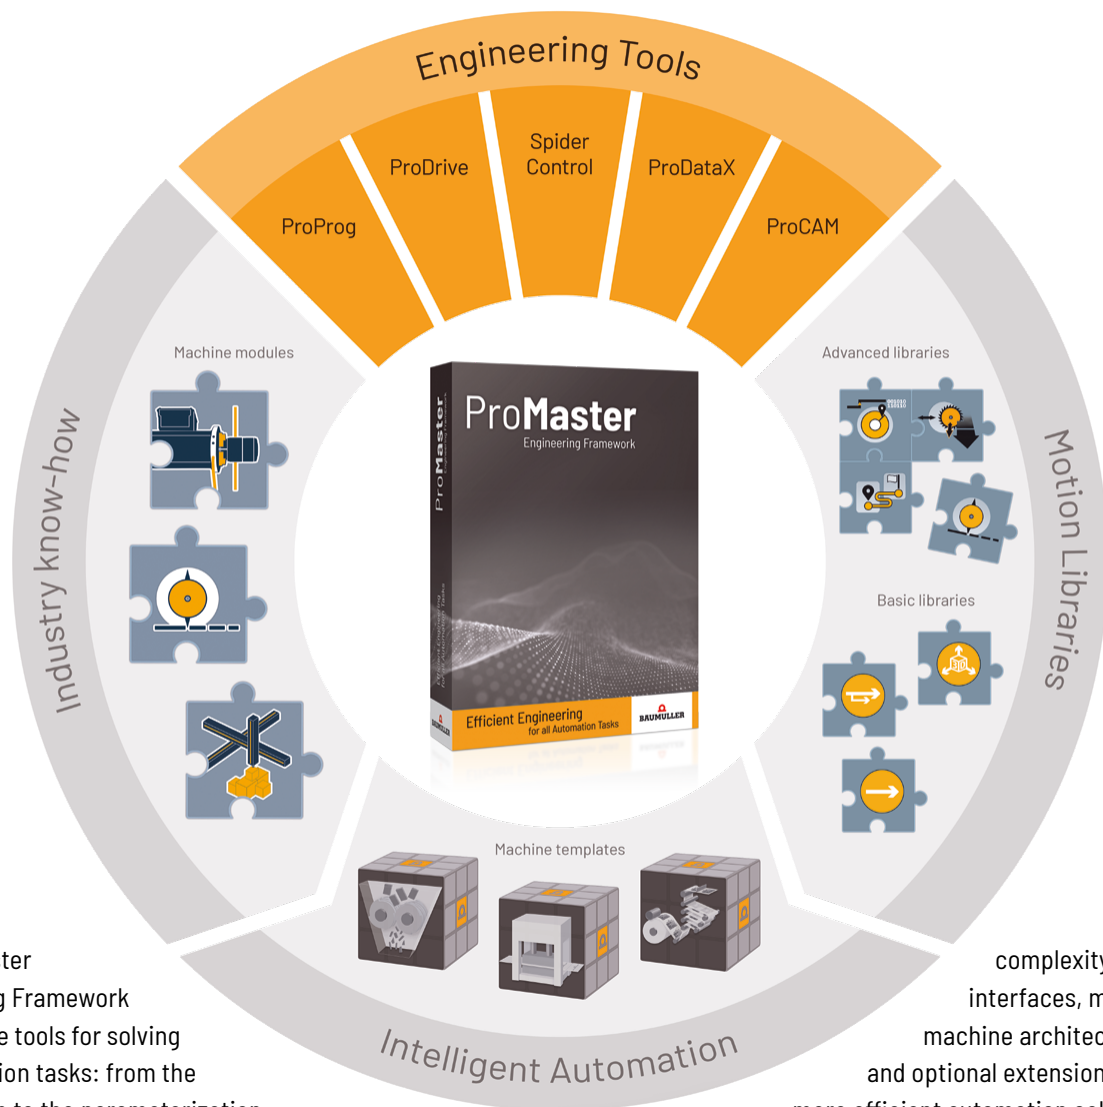 Engineering Tools
ProProg
ProDrive
Spider
Control
ProDataX
ProCAM
Industry know-how
Machine modules
ProMaster
Engineering Framework
ProMaster
Efficient Engineering
for all Automation Tasks
BAUMÜLLER
Advanced libraries
Basic libraries
Motion Libraries
Machine templates
Intelligent Automation
ter
g Framework
e tools for solving
ion tasks: from the
complexity
interfaces, m
machine architec
and optional extension